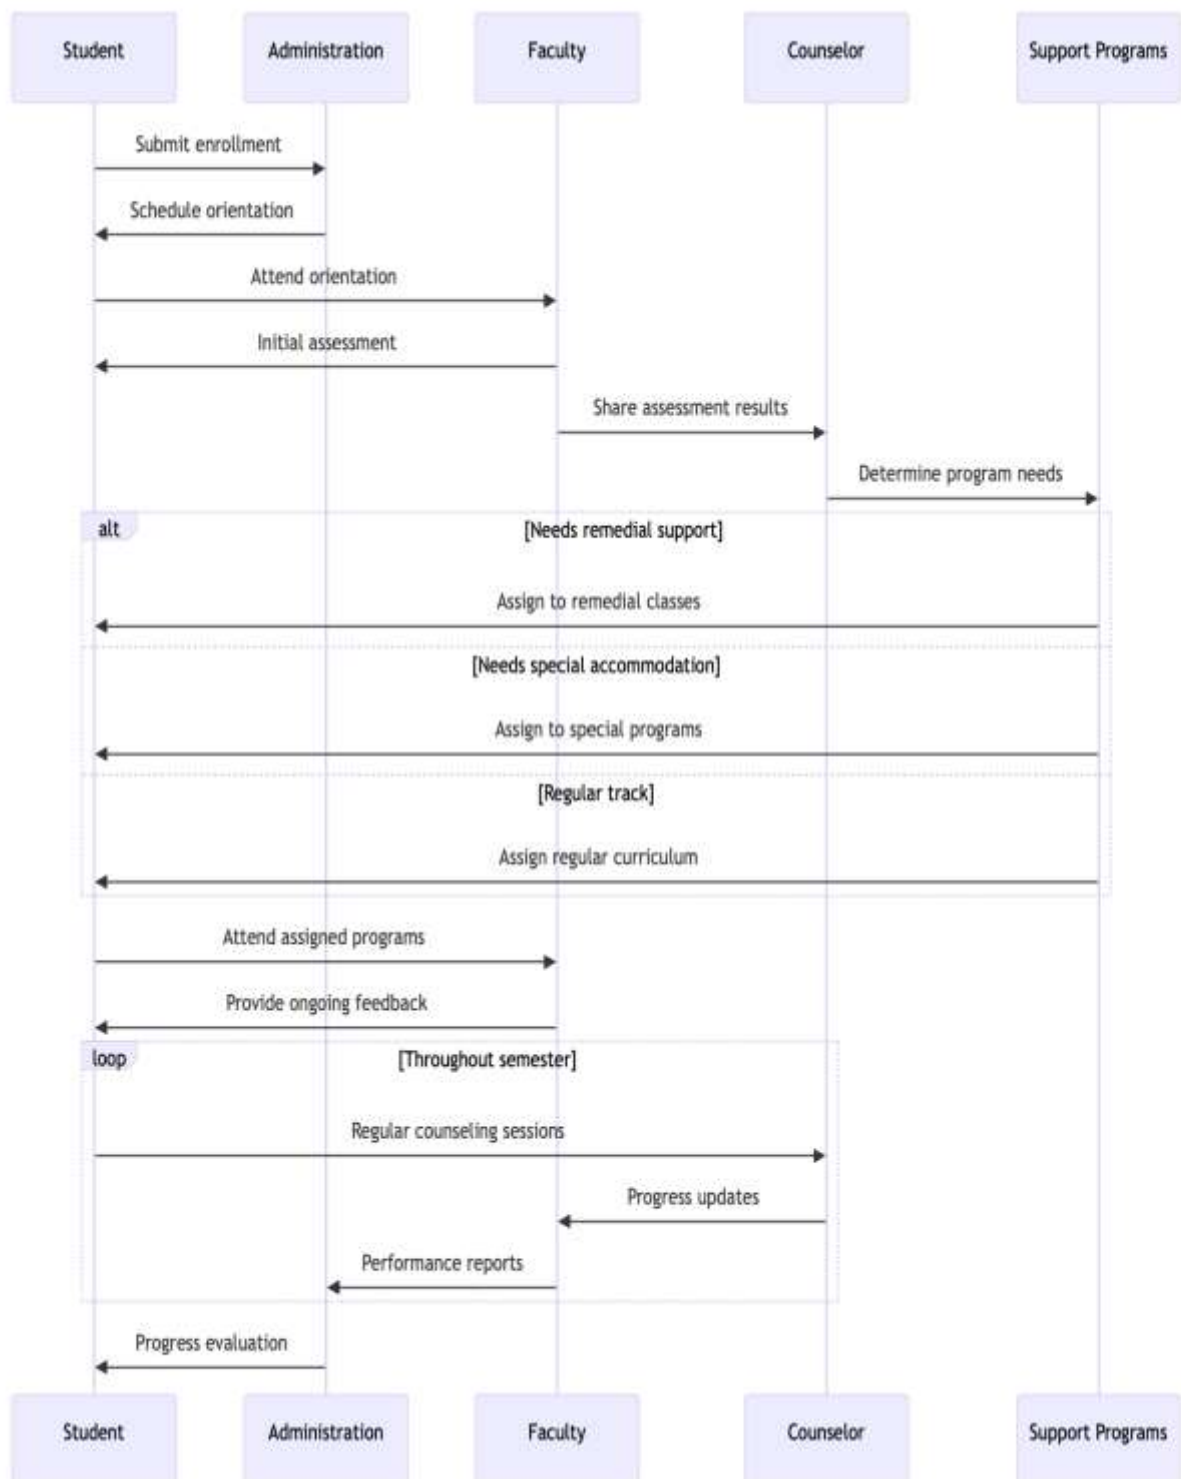 Student Administration Faculty Counselor Support Programs
Submit enrollment
Schedule orientation
Attend orientation
Initial assessment
Share assessment results
Determine program needs
alt [Needs remedial support]
Assign to remedial classes
[Needs special accommodation]
Assign to special programs
[Regular track]
Assign regular curriculum
Attend assigned programs
Provide ongoing feedback
loop [Throughout semester]
Regular counseling sessions
Progress updates
Performance reports
Progress evaluation
Student Administration Faculty Counselor Support Programs